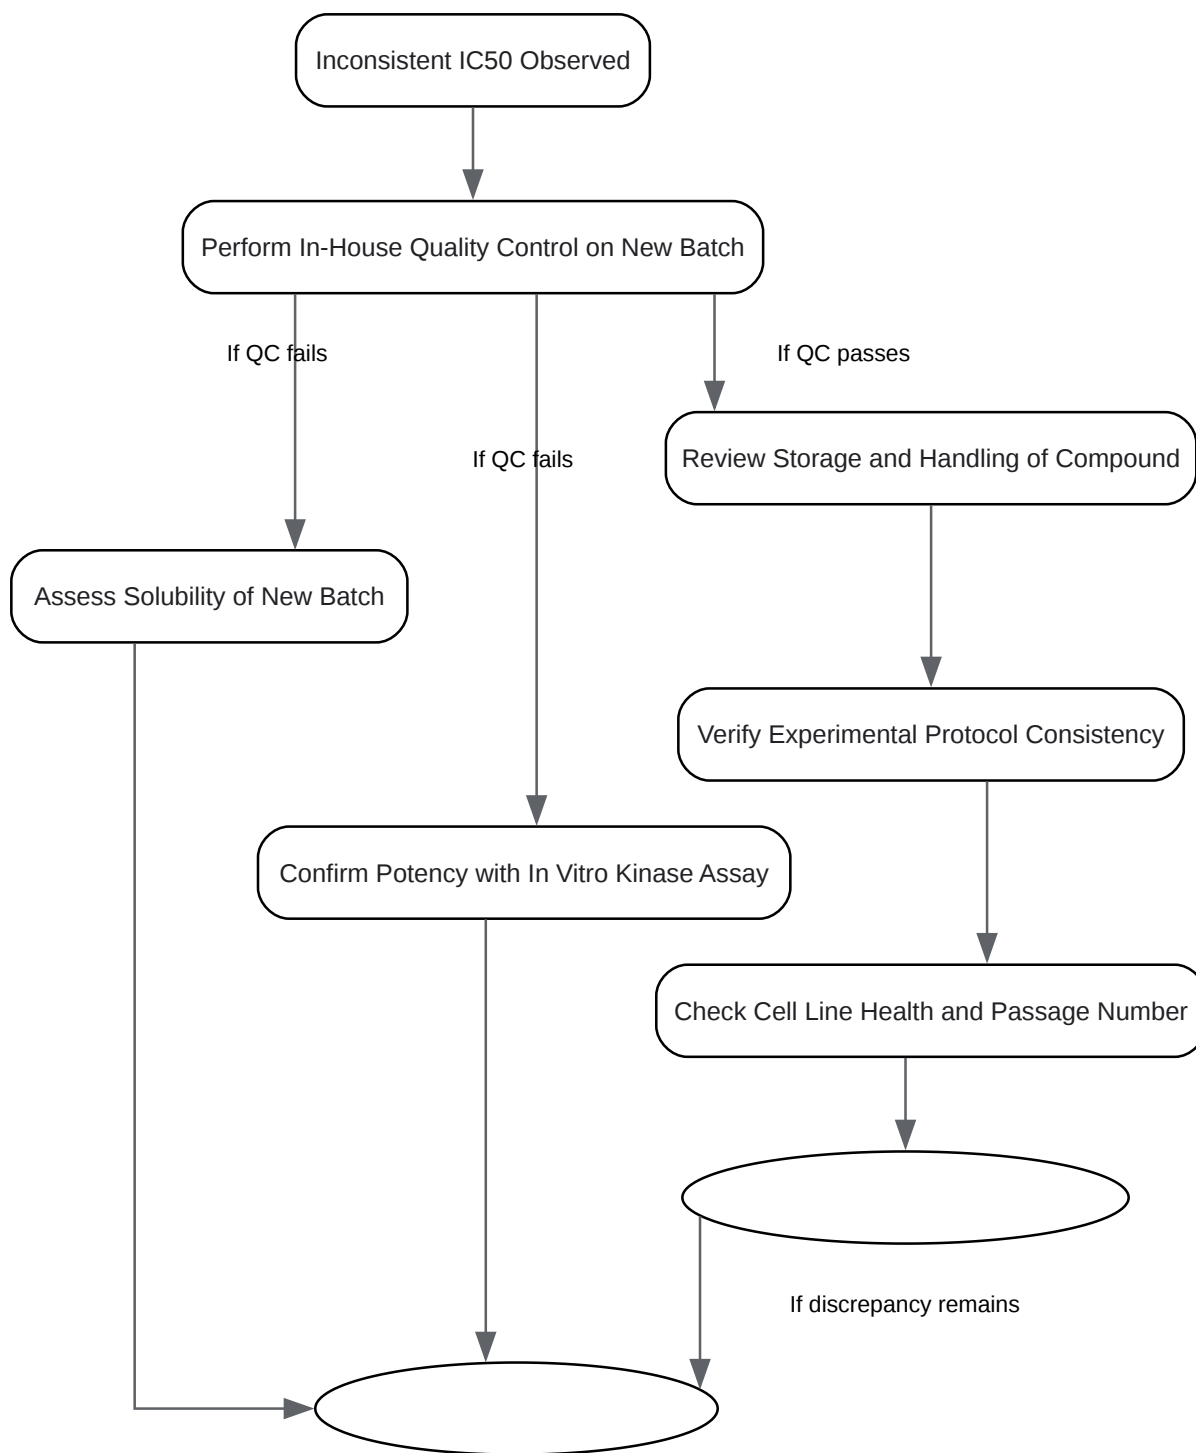 Inconsistent IC50 Observed
Perform In-House Quality Control on New Batch
If QC fails
If QC passes
If QC fails
Review Storage and Handling of Compound
Assess Solubility of New Batch
Verify Experimental Protocol Consistency
Confirm Potency with In Vitro Kinase Assay
Check Cell Line Health and Passage Number
If discrepancy remains